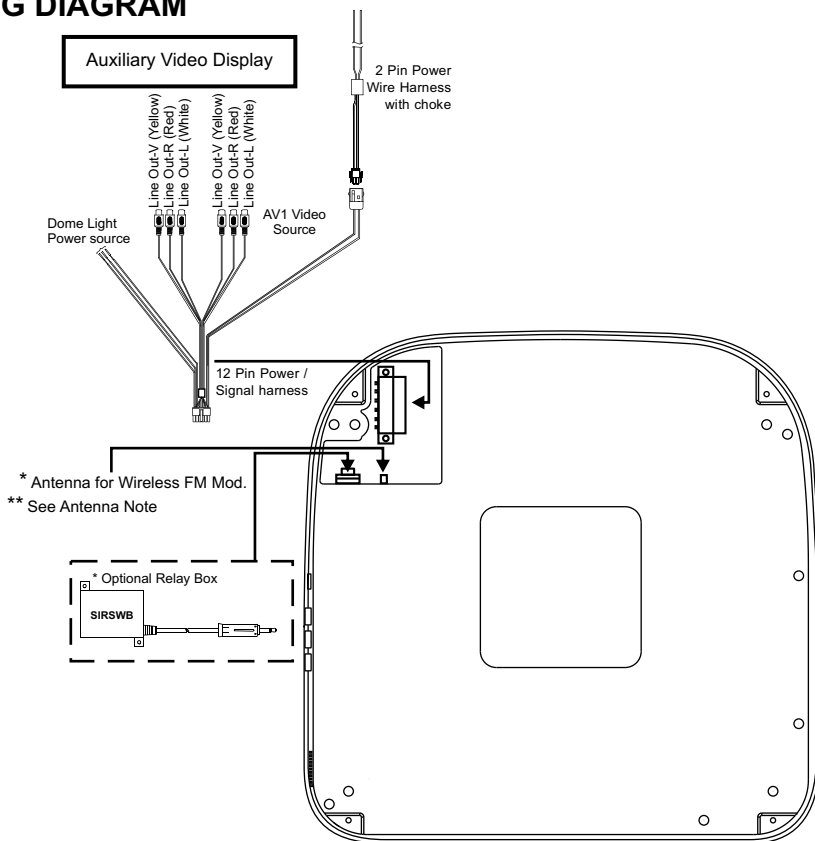 G DIAGRAM
Auxiliary Video Display
2 Pin Power
Wire Harness
with choke
Line Out-V (Yellow)
Line Out-R (Red)
Line Out-L (White)
Line Out-V (Yellow)
Line Out-R (Red)
Line Out-L (White)
AV1 Video
Source
Dome Light
Power source
12 Pin Power /
Signal harness
* Antenna for Wireless FM Mod.
** See Antenna Note
* Optional Relay Box
SIRSWB